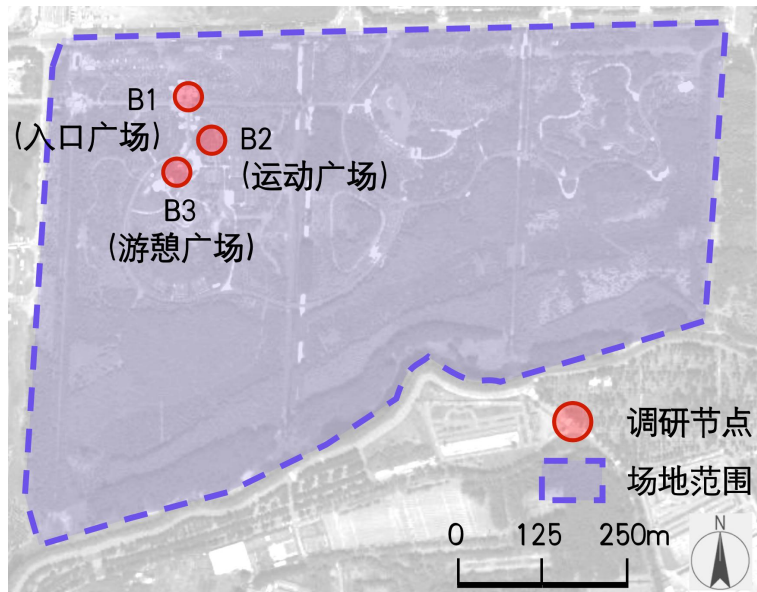 B1
(入口广场)
B2
(运动广场)
B3
(游憩广场)
调研节点
场地范围
0 125 250m
N